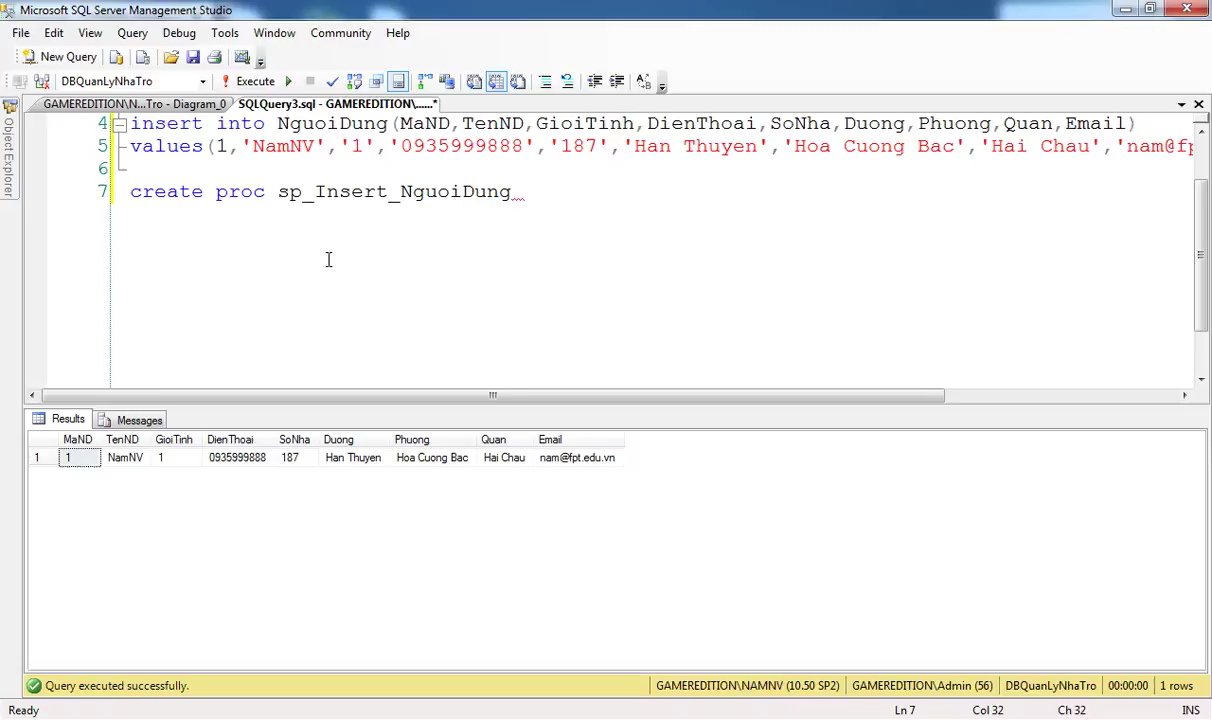 Microsoft SQL Server Management Studio
File Edit View Query Debug Tools Window Community Help
New Query
DBQuanLyNhaTro Execute
GAMEREDITION\N...Tro - Diagram_0 SQLQuery3.sql - GAMEREDITION\......*
Object Explorer
4 insert into NguoiDung(MaND,TenND,GioiTinh,DienThoai,SoNha,Duong,Phuong,Quan,Email)
5 values(1,'NamNV','1','0935999888','187','Han Thuyen','Hoa Cuong Bac','Hai Chau','nam@fp
6
7 create proc sp_Insert_NguoiDung
Results Messages
MaND TenND GioiTinh DienThoai SoNha Duong Phuong Quan Email
1 1 NamNV 1 0935999888 187 Han Thuyen Hoa Cuong Bac Hai Chau nam@fpt.edu.vn
Query executed successfully. GAMEREDITION\NAMNV (10.50 SP2) GAMEREDITION\Admin (56) DBQuanLyNhaTro 00:00:00 1 rows
Ready Ln 7 Col 32 Ch 32 INS